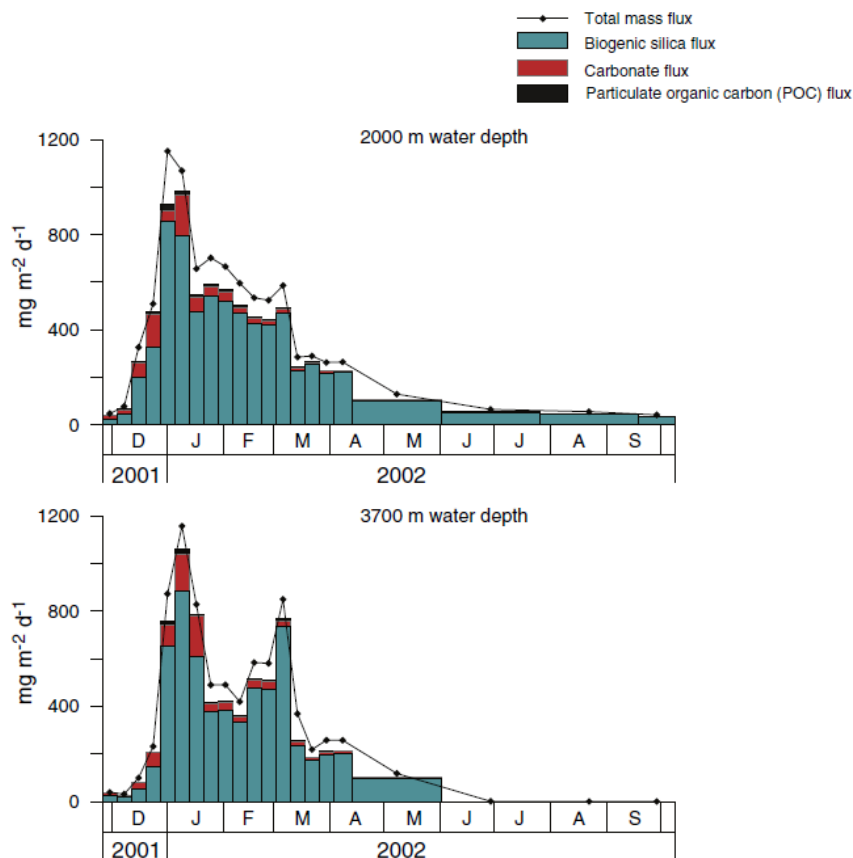 Total mass flux
Biogenic silica flux
Carbonate flux
Particulate organic carbon (POC) flux
2000 m water depth
1200
800
400
0
mg m⁻² d⁻¹
D J F M A M J J A S
2001 2002
3700 m water depth
1200
800
400
0
mg m⁻² d⁻¹
D J F M A M J J A S
2001 2002